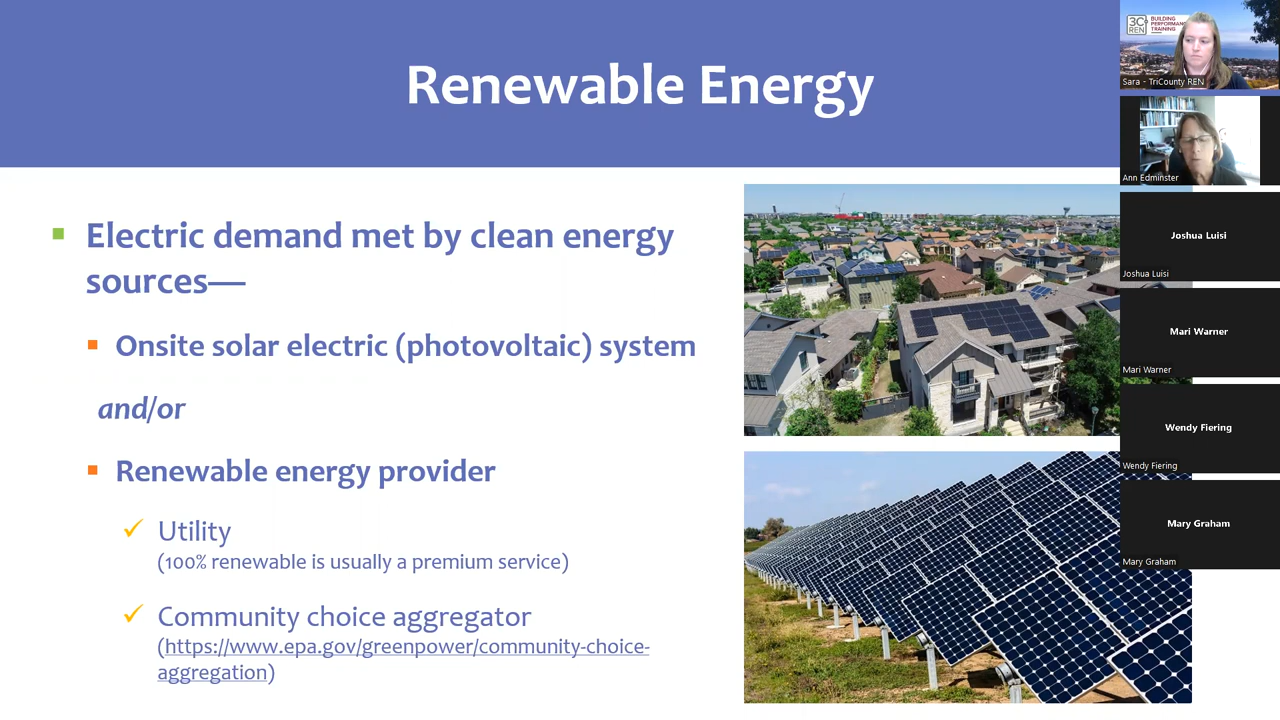 Renewable Energy
Electric demand met by clean energy
sources—
Onsite solar electric (photovoltaic) system
and/or
Renewable energy provider
Utility
(100% renewable is usually a premium service)
Community choice aggregator
(https://www.epa.gov/greenpower/community-choice-
aggregation)
3C
REN
BUILDING
PERFORMANCE
TRAINING
Sara - TriCounty REN
Ann Edminster
Joshua Luisi
Joshua Luisi
Mari Warner
Mari Warner
Wendy Fiering
Wendy Fiering
Mary Graham
Mary Graham